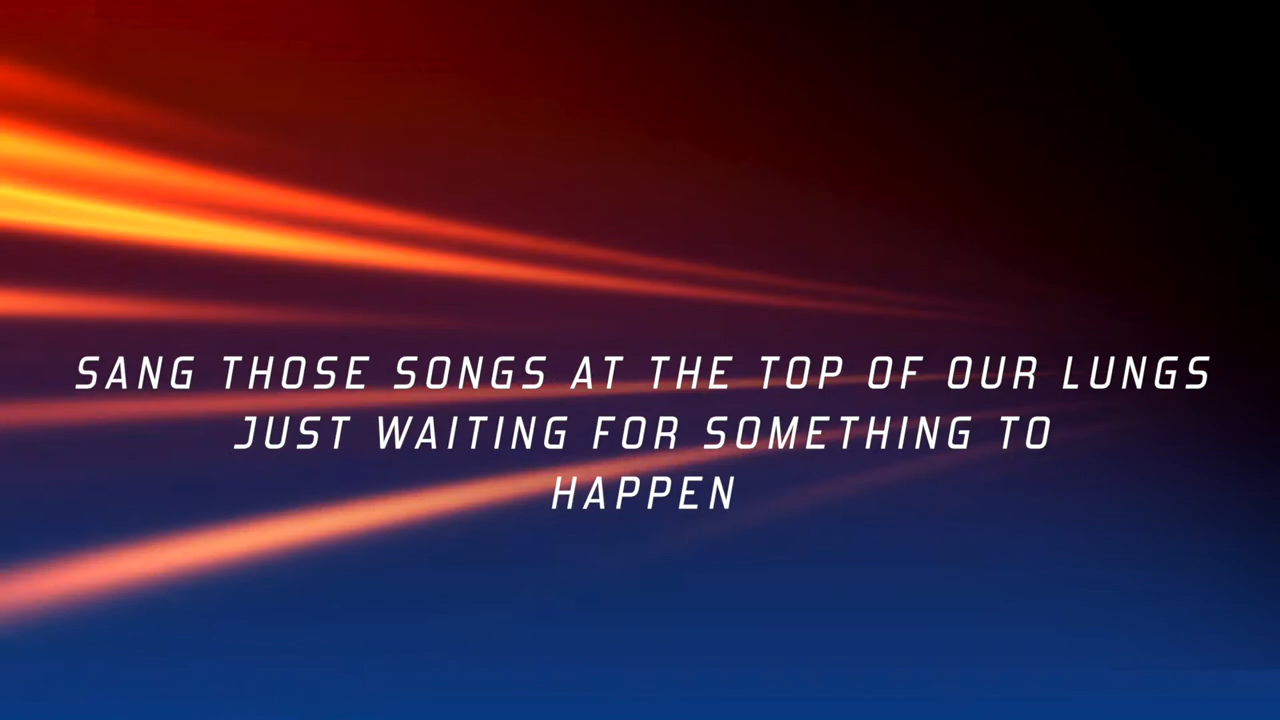 SANG THOSE SONGS AT THE TOP OF OUR LUNGS
JUST WAITING FOR SOMETHING TO
HAPPEN